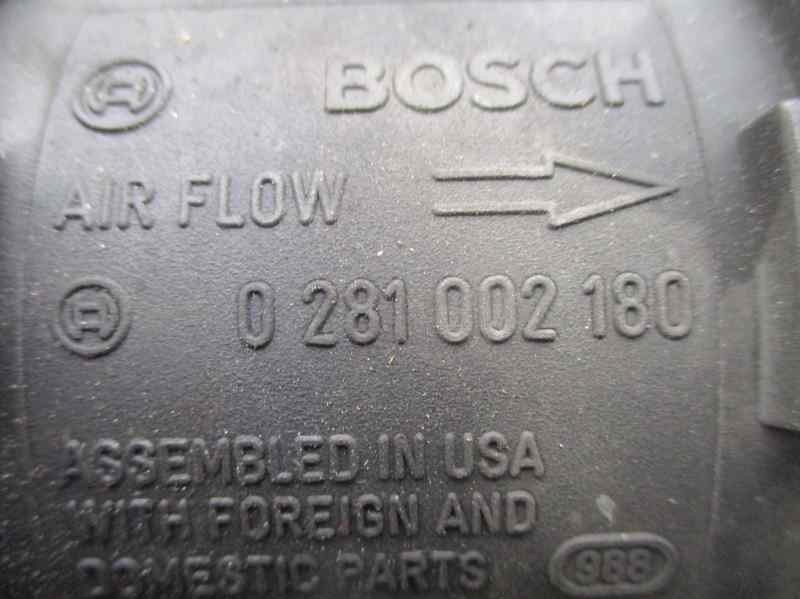 BOSCH
AIR FLOW
0 281 002 180
ASSEMBLED IN USA
WITH FOREIGN AND
DOMESTIC PARTS
988